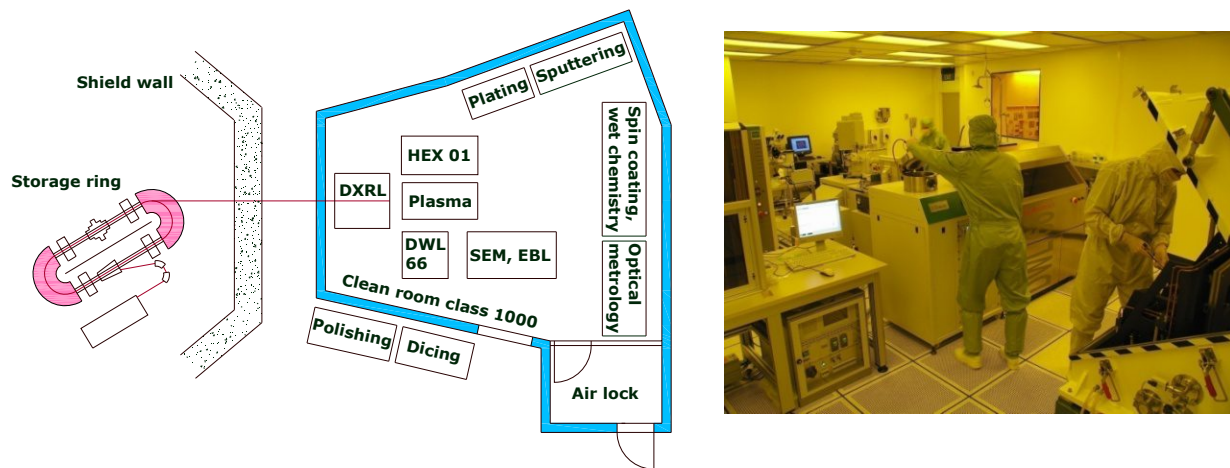 Shield wall
Storage ring
Plating
Sputtering
Spin coating,
wet chemistry
HEX 01
DXRL
Plasma
DWL
66
SEM, EBL
Optical
metrology
Clean room class 1000
Polishing
Dicing
Air lock